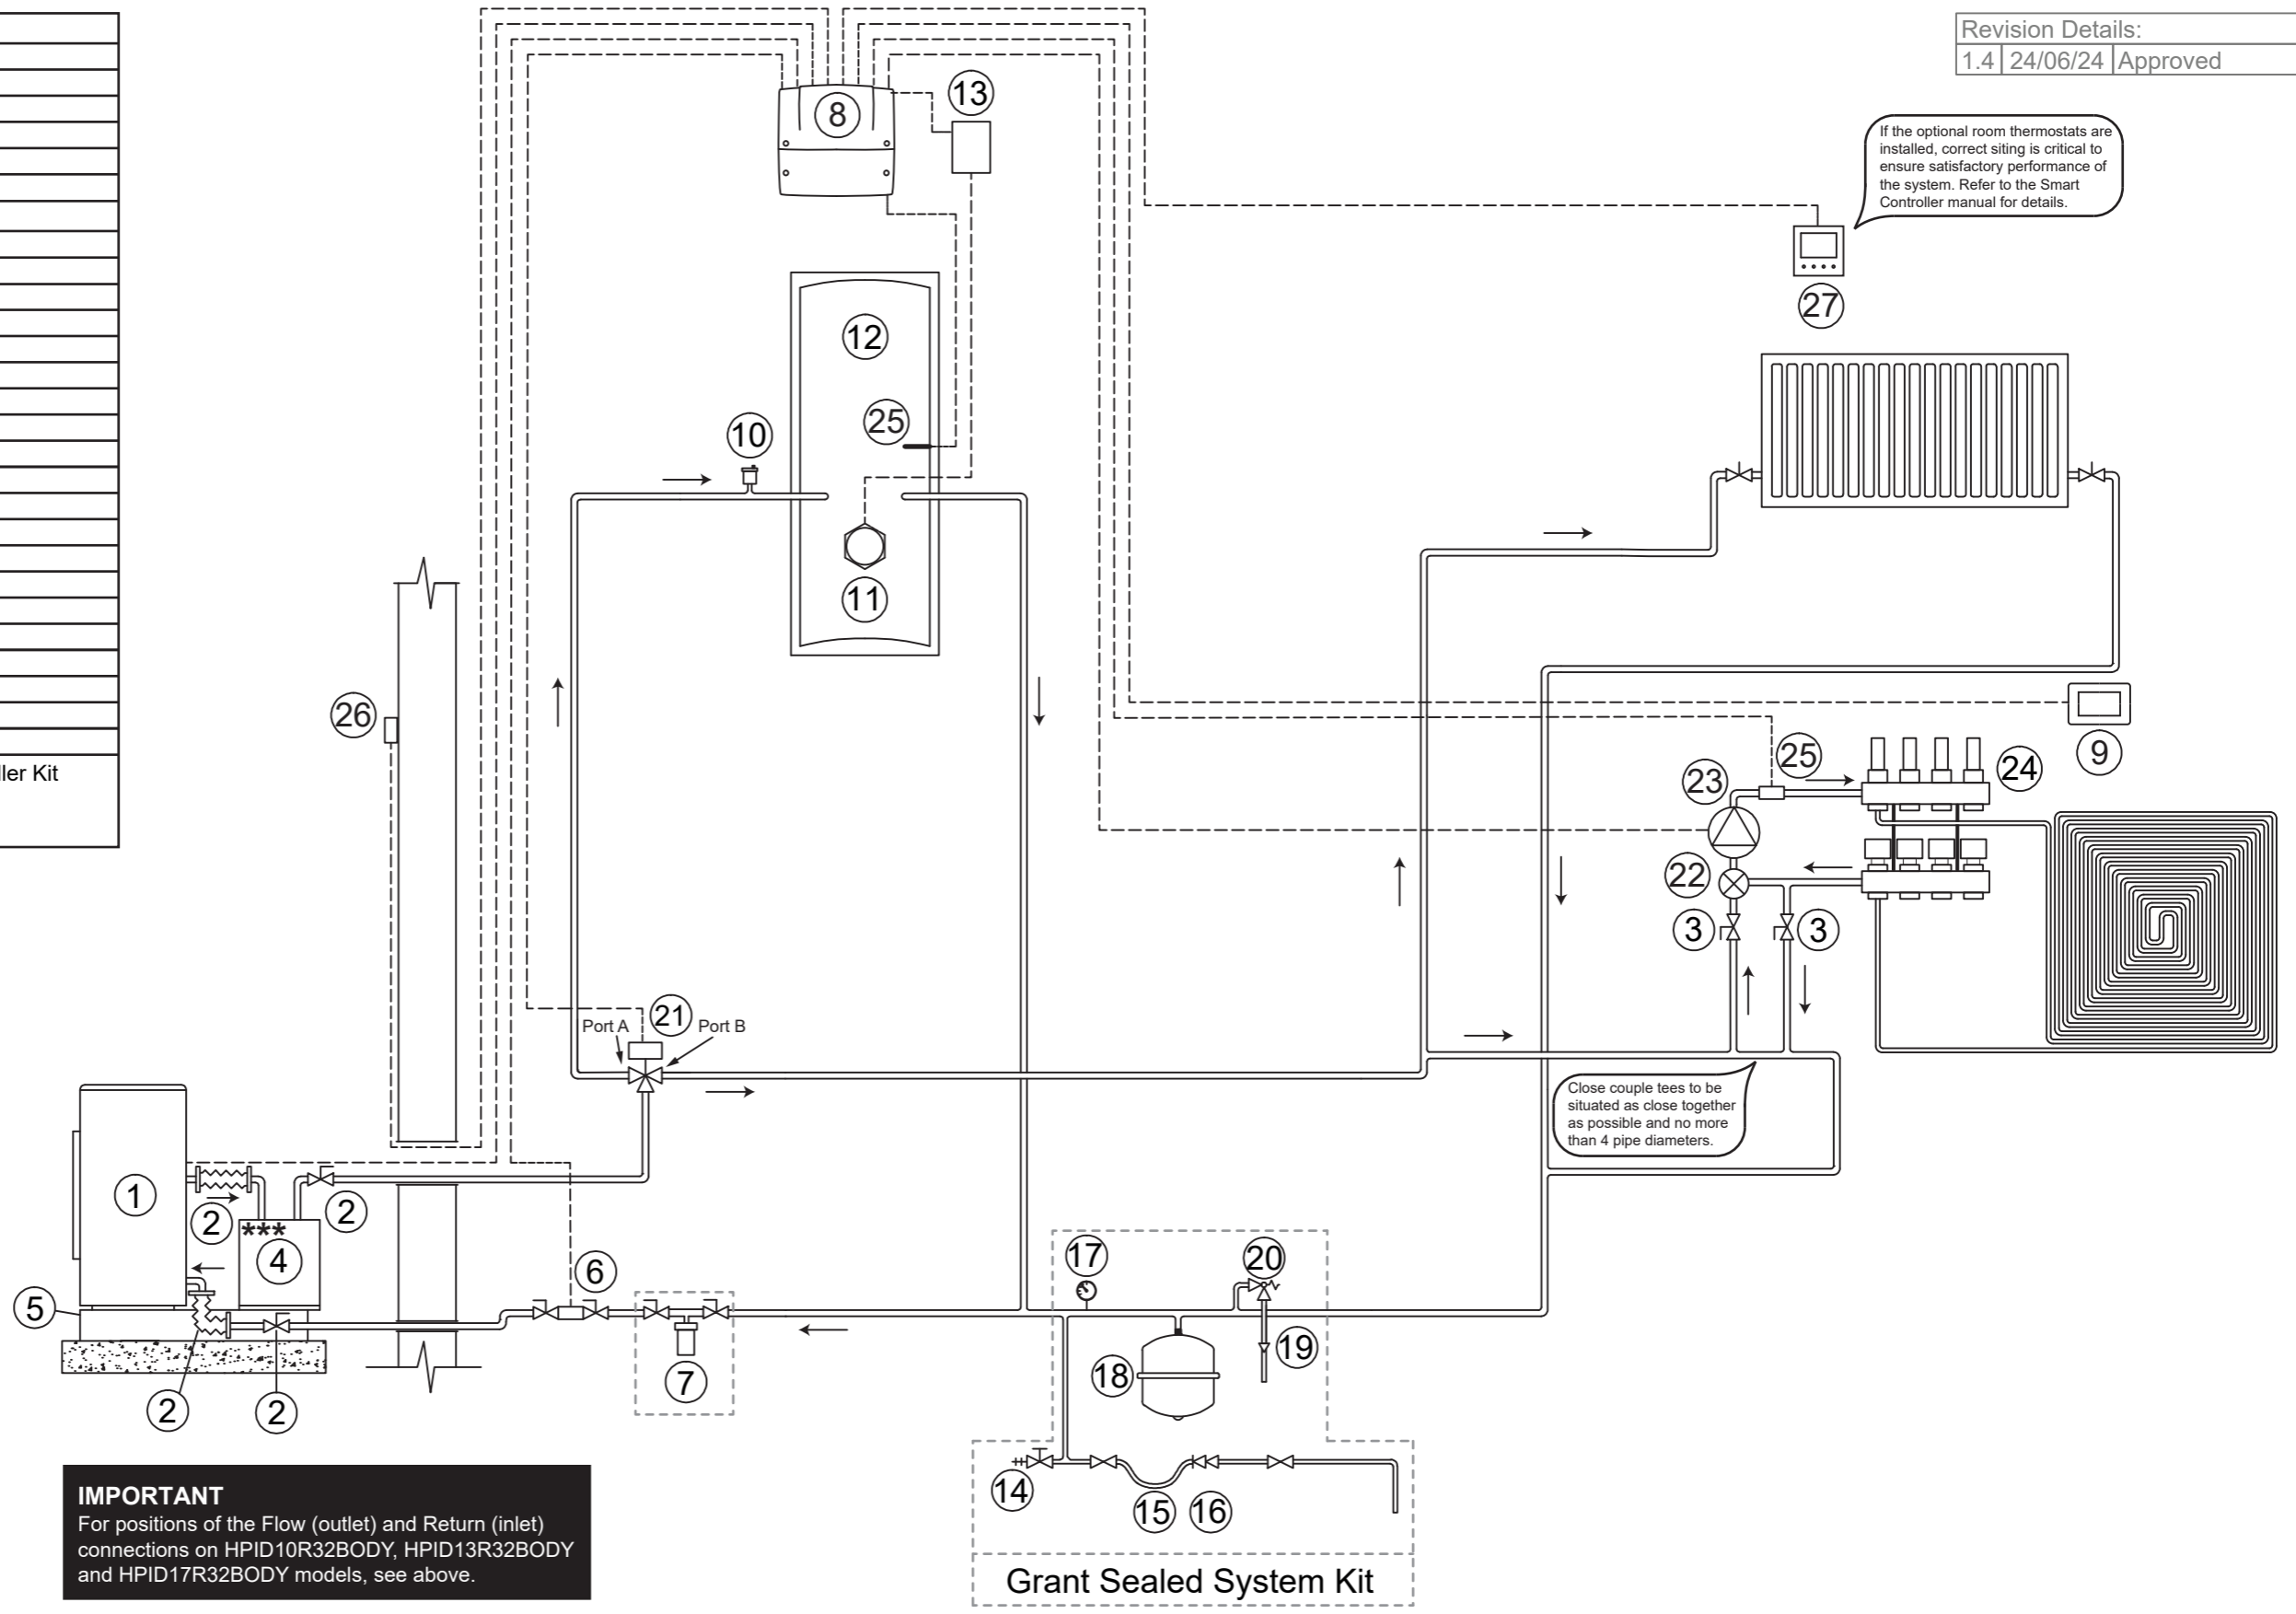 Revision Details:
1.4 24/06/24 Approved
8
13
If the optional room thermostats are
installed, correct siting is critical to
ensure satisfactory performance of
the system. Refer to the Smart
Controller manual for details.
27
12
25
10
11
26
ller Kit
9
25
24
23
22
3
3
21
Port A
Port B
Close couple tees to be
situated as close together
as possible and no more
than 4 pipe diameters.
1
2
2
***
4
5
6
17
20
7
18
19
2
2
14
15
16
IMPORTANT
For positions of the Flow (outlet) and Return (inlet)
connections on HPID10R32BODY, HPID13R32BODY
and HPID17R32BODY models, see above.
Grant Sealed System Kit